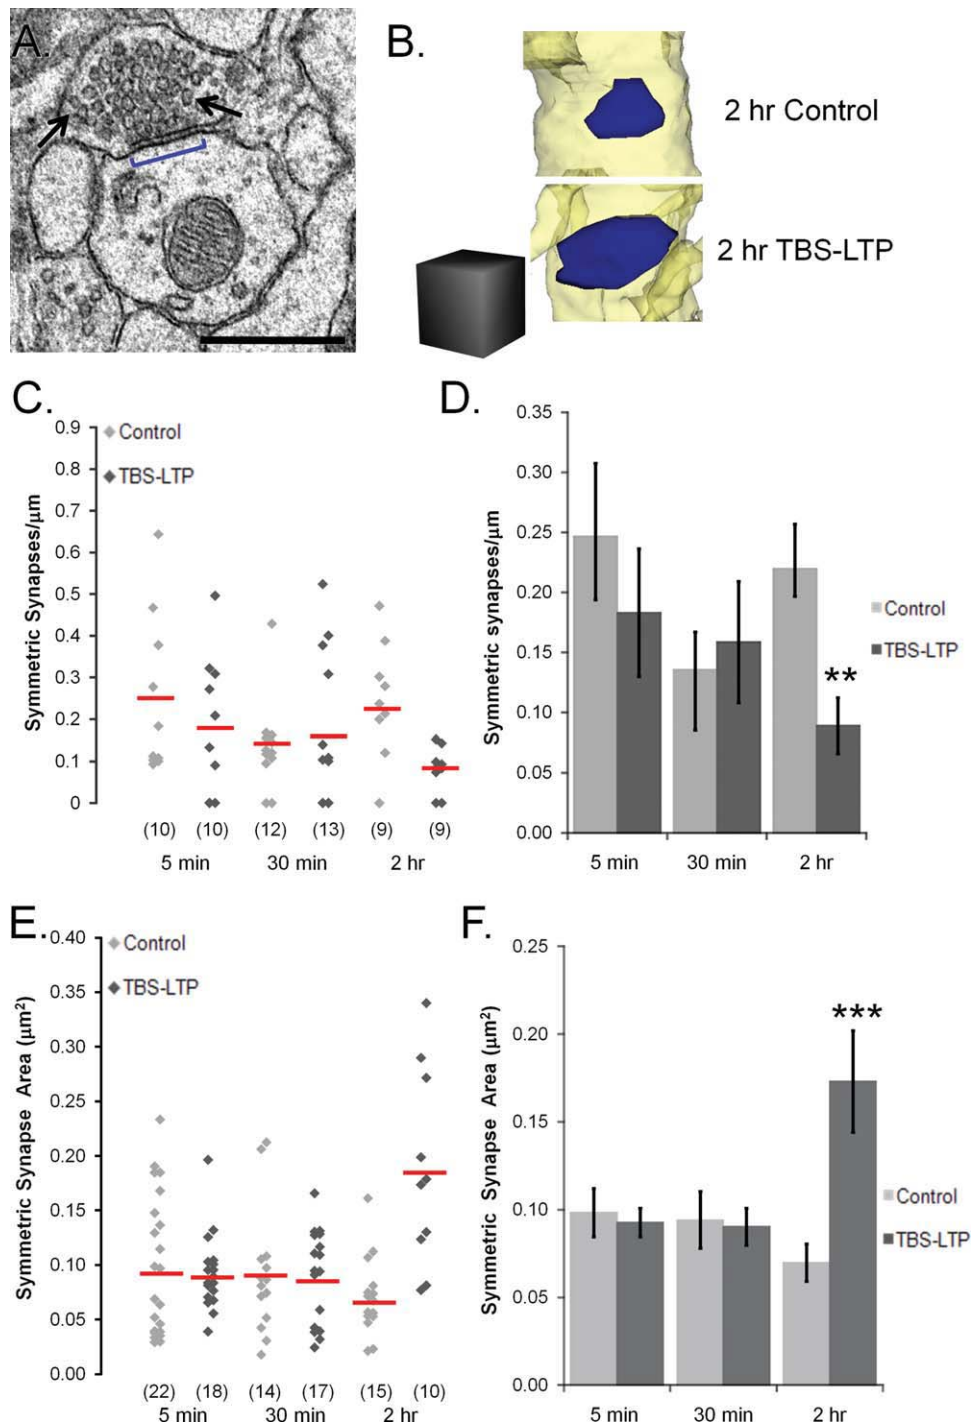 A.
B.
2 hr Control
2 hr TBS-LTP
C.
Symmetric Synapses/μm
0.9
0.8
0.7
0.6
0.5
0.4
0.3
0.2
0.1
0
Control
TBS-LTP
(10) (10) (12) (13) (9) (9)
5 min 30 min 2 hr
D.
Symmetric synapses/μm
0.35
0.30
0.25
0.20
0.15
0.10
0.05
0.00
**
Control
TBS-LTP
5 min 30 min 2 hr
E.
Symmetric Synapse Area (μm²)
0.40
0.35
0.30
0.25
0.20
0.15
0.10
0.05
0.00
Control
TBS-LTP
(22) (18) (14) (17) (15) (10)
5 min 30 min 2 hr
F.
Symmetric Synapse Area (μm²)
0.25
0.20
0.15
0.10
0.05
0.00
***
Control
TBS-LTP
5 min 30 min 2 hr